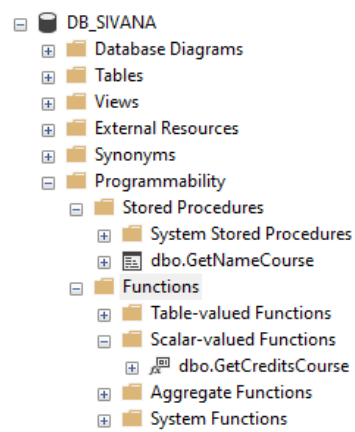 DB_SIVANA
Database Diagrams
Tables
Views
External Resources
Synonyms
Programmability
Stored Procedures
System Stored Procedures
dbo.GetNameCourse
Functions
Table-valued Functions
Scalar-valued Functions
dbo.GetCreditsCourse
Aggregate Functions
System Functions